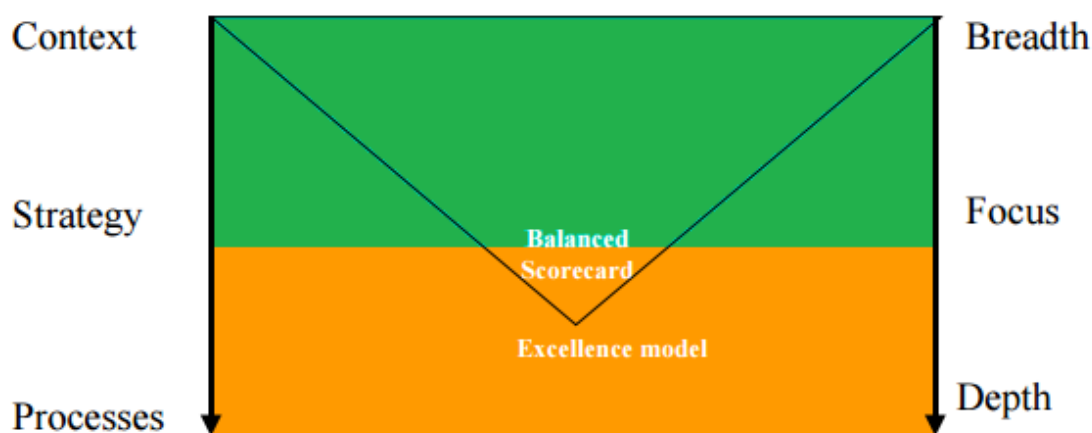 Context
Breadth
Strategy
Focus
Balanced
Scorecard
Excellence model
Processes
Depth